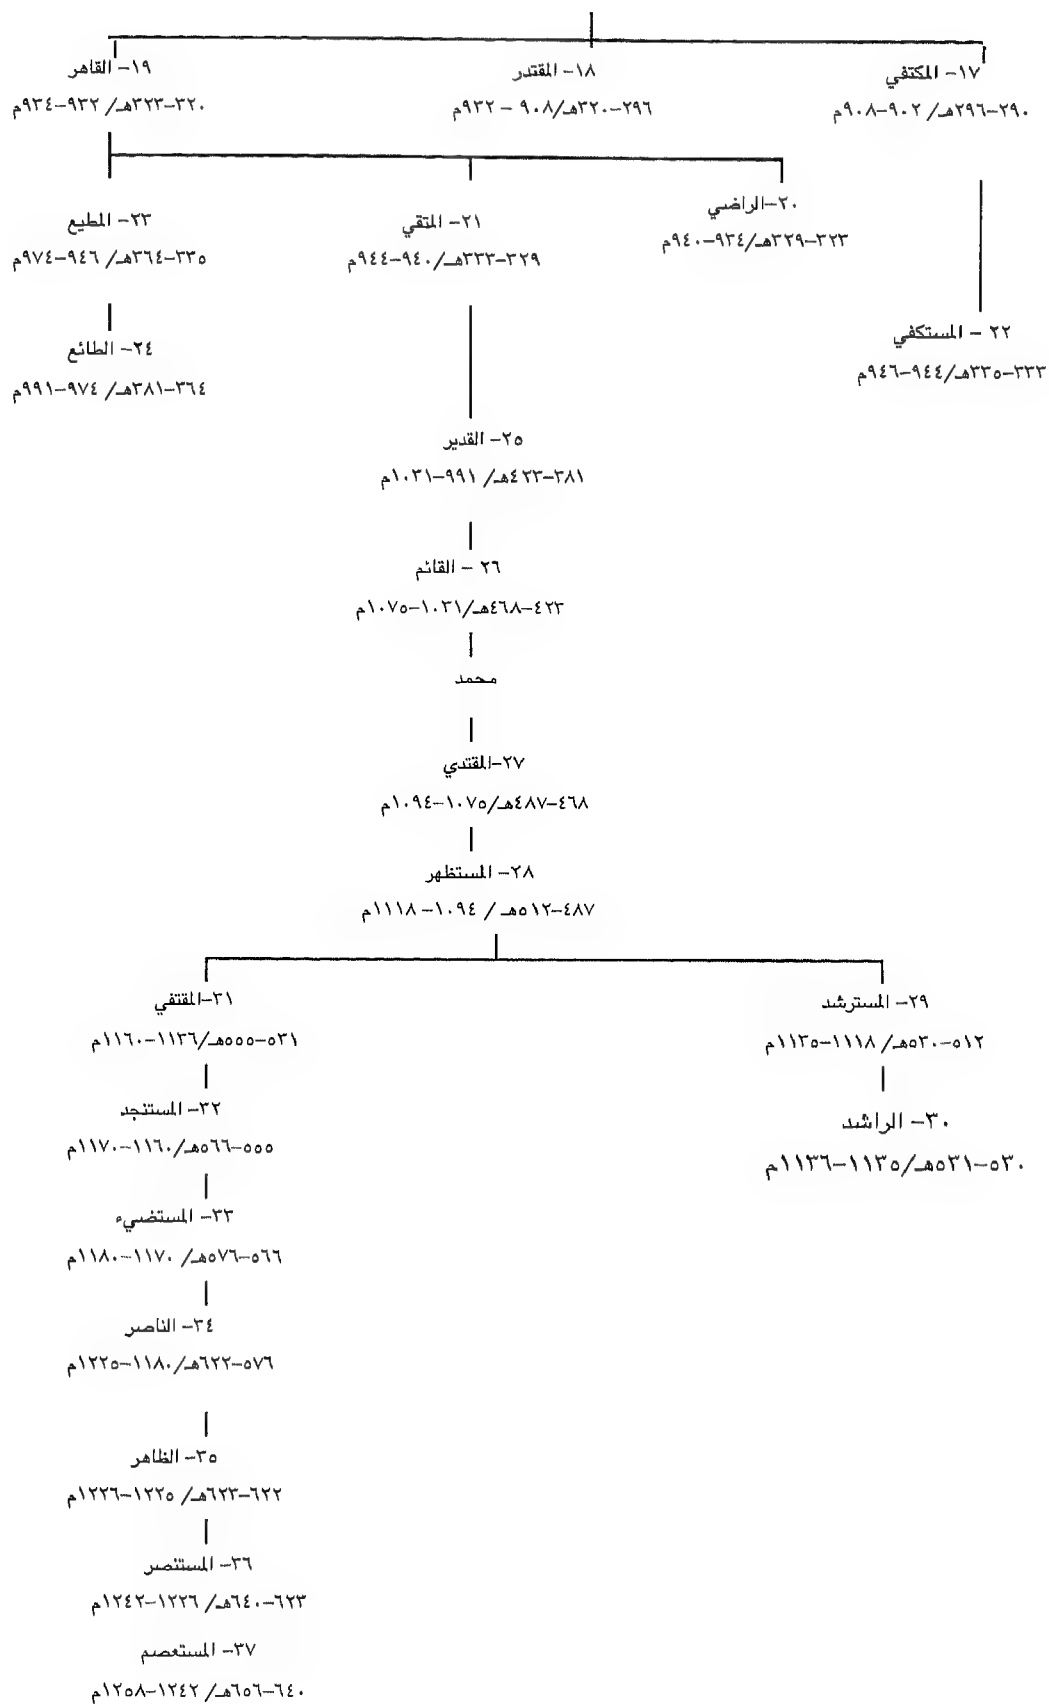 ١٧- المكتفي
٢٩٠-٢٩٦هـ/ ٩٠٢-٩٠٨م
١٨- المقتدر
٢٩٦-٣٢٠هـ/٩٠٨ - ٩٣٢م
١٩- القاهر
٣٢٠-٣٢٣هـ/ ٩٣٢-٩٣٤م
٢٠-الراضي
٣٢٣-٣٢٩هـ/٩٣٤-٩٤٠م
٢١- المتقي
٣٢٩-٣٣٣هـ/٩٤٠-٩٤٤م
٢٣- المطيع
٣٣٥-٣٦٤هـ/ ٩٤٦-٩٧٤م
٢٢ - المستكفي
٣٣٣-٣٣٥هـ/٩٤٤-٩٤٦م
٢٤- الطائع
٣٦٤-٣٨١هـ/ ٩٧٤-٩٩١م
٢٥- القدير
٣٨١-٤٢٣هـ/ ٩٩١-١٠٣١م
٢٦ - القائم
٤٢٣-٤٦٨هـ/١٠٣١-١٠٧٥م
محمد
٢٧-المقتدي
٤٦٨-٤٨٧هـ/١٠٧٥-١٠٩٤م
٢٨- المستظهر
٤٨٧-٥١٢هـ / ١٠٩٤-١١١٨م
٢٩- المسترشد
٥١٢-٥٣٠هـ/ ١١١٨-١١٣٥م
٣١-المقتفي
٥٣١-٥٥٥هـ/١١٣٦-١١٦٠م
٣٠- الراشد
٥٣٠-٥٣١هـ/١١٣٥-١١٣٦م
٣٢- المستنجد
٥٥٥-٥٦٦هـ/١١٦٠-١١٧٠م
٣٣- المستضيء
٥٦٦-٥٧٦هـ/ ١١٧٠-١١٨٠م
٣٤- الناصر
٥٧٦-٦٢٢هـ/١١٨٠-١٢٢٥م
٣٥- الظاهر
٦٢٢-٦٢٣هـ/ ١٢٢٥-١٢٢٦م
٣٦- المستنصر
٦٢٣-٦٤٠هـ/ ١٢٢٦-١٢٤٢م
٣٧- المستعصم
٦٤٠-٦٥٦هـ/ ١٢٤٢-١٢٥٨م